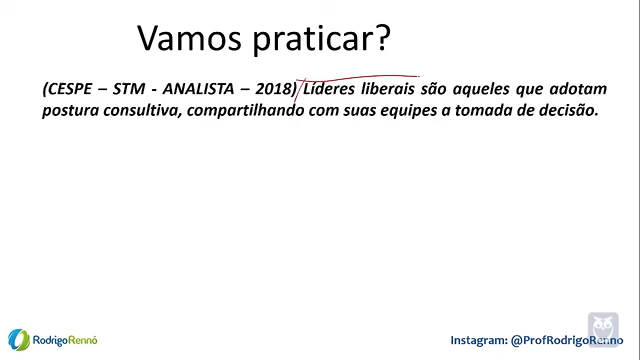 Vamos praticar?
(CESPE – STM - ANALISTA – 2018) Líderes liberais são aqueles que adotam
postura consultiva, compartilhando com suas equipes a tomada de decisão.
RodrigoRennó
Instagram: @ProfRodrigoRenno